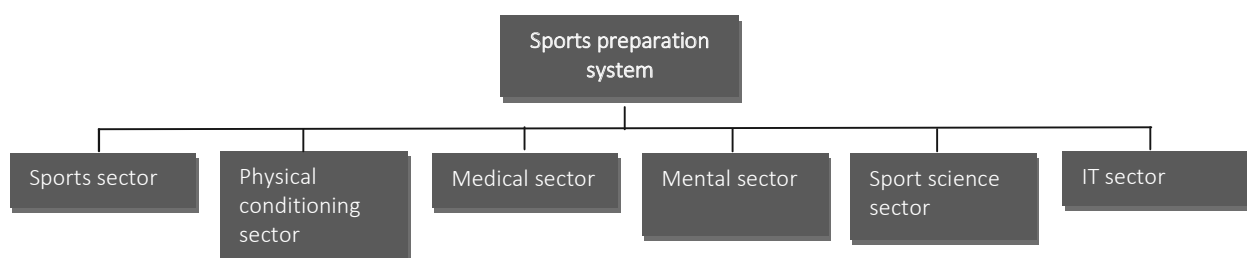 Sports preparation
system
Sports sector
Physical
conditioning
sector
Medical sector
Mental sector
Sport science
sector
IT sector